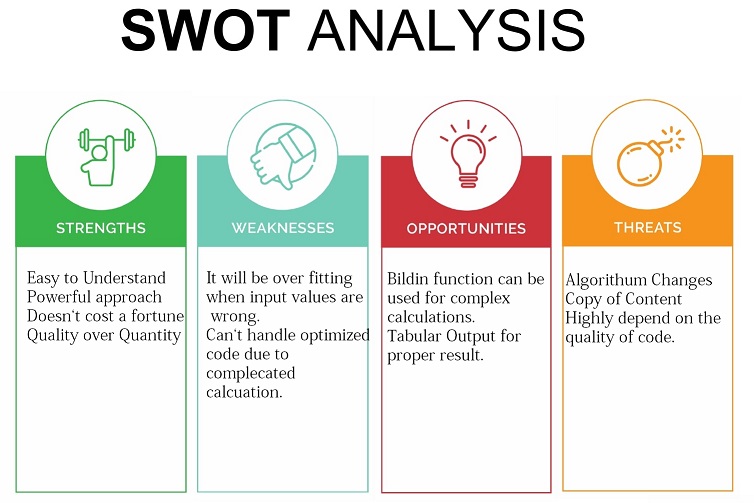 SWOT ANALYSIS
STRENGTHS
Easy to Understand
Powerful approach
Doesn't cost a fortune
Quality over Quantity
WEAKNESSES
It will be over fitting
when input values are
wrong.
Can't handle optimized
code due to
complecated
calcuation.
OPPORTUNITIES
Bildin function can be
used for complex
calculations.
Tabular Output for
proper result.
THREATS
Algorithum Changes
Copy of Content
Highly depend on the
quality of code.